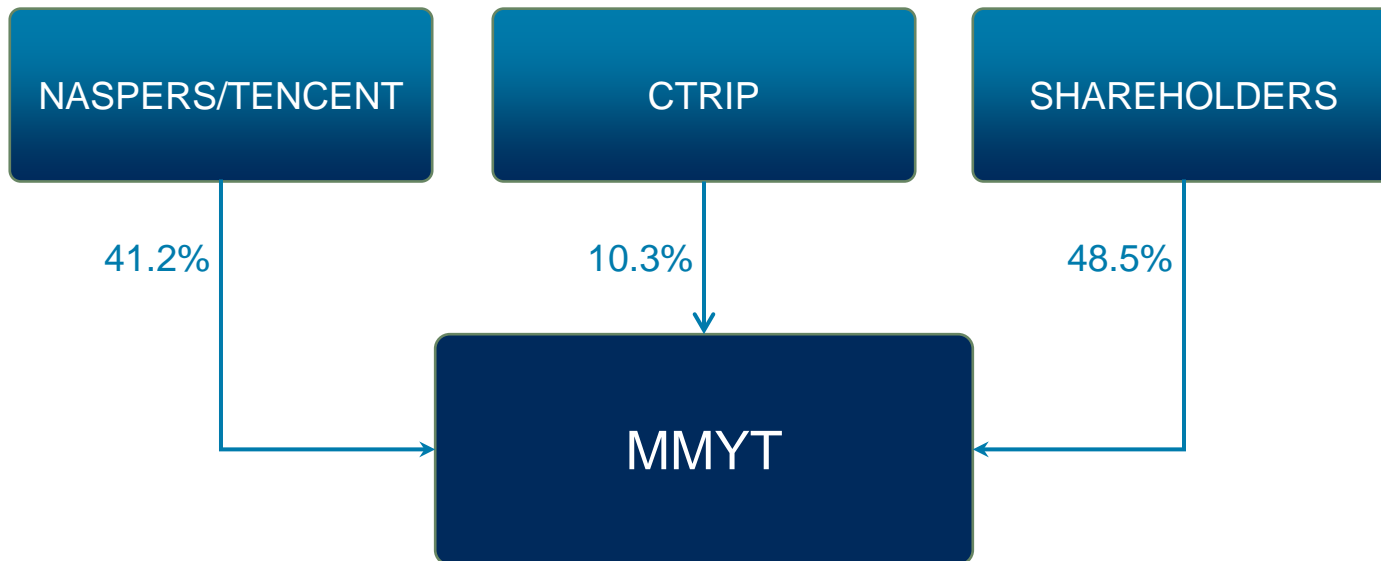 NASPERS/TENCENT
CTRIP
SHAREHOLDERS
41.2%
10.3%
48.5%
MMYT